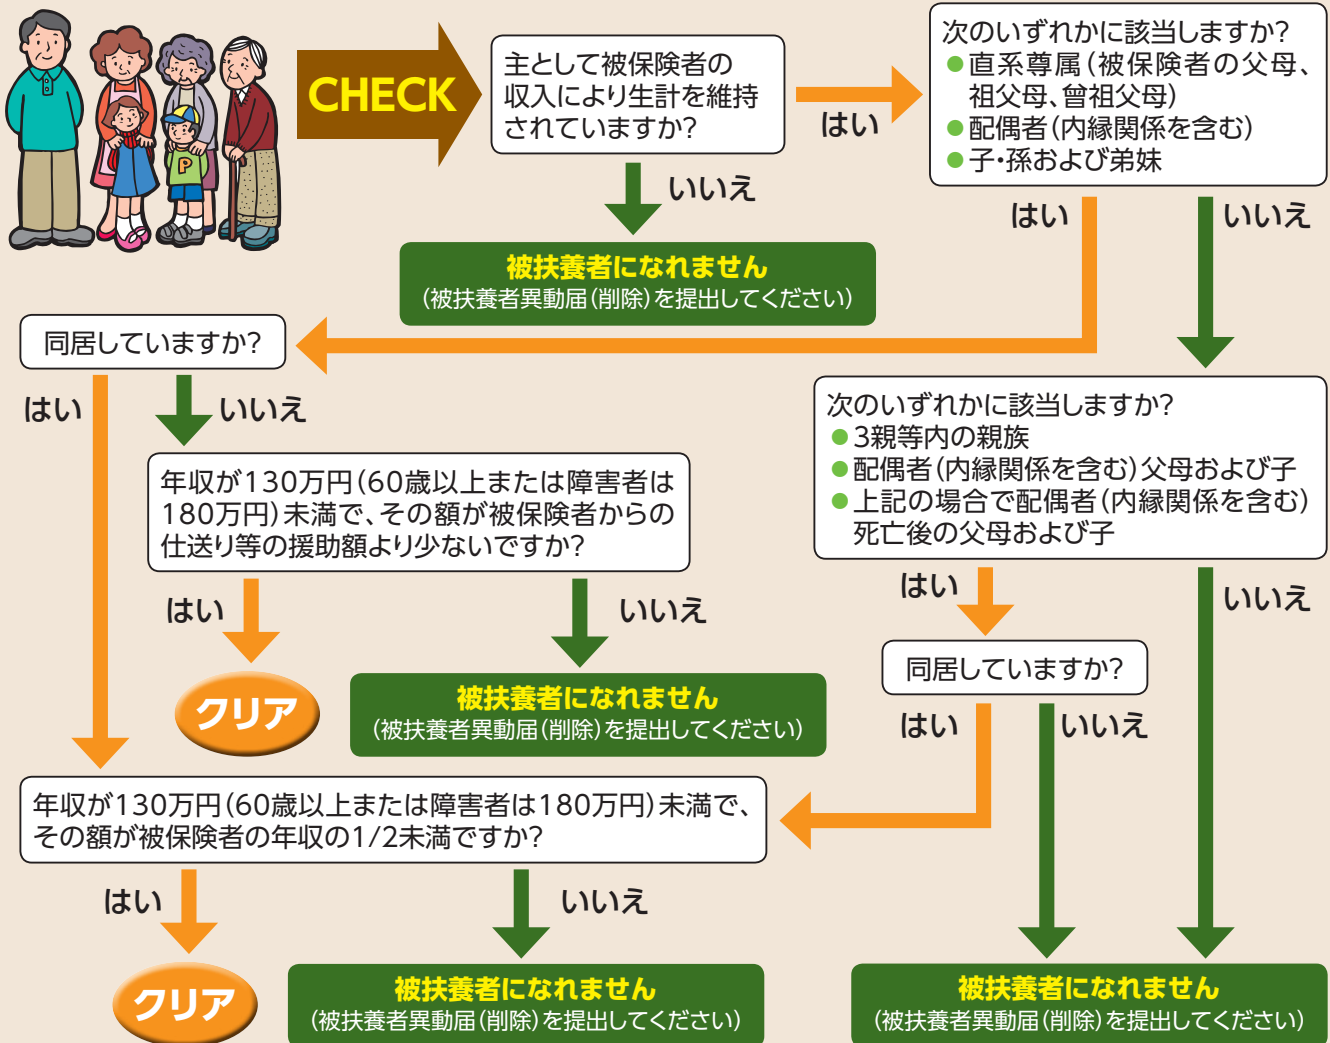 CHECK
主として被保険者の
収入により生計を維持
されていますか?
はい
いいえ
次のいずれかに該当しますか?
●直系尊属(被保険者の父母、
祖父母、曾祖父母)
●配偶者(内縁関係を含む)
●子・孫および弟妹
はい
いいえ
被扶養者になれません
(被扶養者異動届(削除)を提出してください)
同居していますか?
はい
いいえ
次のいずれかに該当しますか?
●3親等内の親族
●配偶者(内縁関係を含む)父母および子
●上記の場合で配偶者(内縁関係を含む)
死亡後の父母および子
年収が130万円(60歳以上または障害者は
180万円)未満で、その額が被保険者からの
仕送り等の援助額より少ないですか?
はい
いいえ
はい
いいえ
同居していますか?
クリア
被扶養者になれません
(被扶養者異動届(削除)を提出してください)
はい
いいえ
年収が130万円(60歳以上または障害者は180万円)未満で、
その額が被保険者の年収の1/2未満ですか?
はい
いいえ
クリア
被扶養者になれません
(被扶養者異動届(削除)を提出してください)
被扶養者になれません
(被扶養者異動届(削除)を提出してください)
P